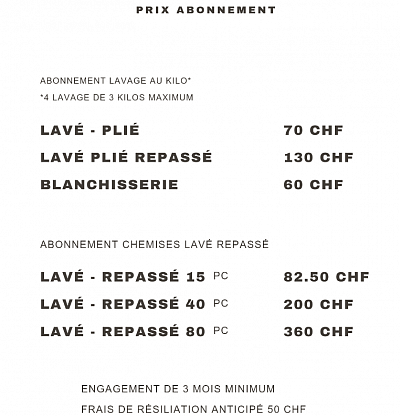 PRIX ABONNEMENT
ABONNEMENT LAVAGE AU KILO*
*4 LAVAGE DE 3 KILOS MAXIMUM
LAVÉ - PLIÉ 70 CHF
LAVÉ PLIÉ REPASSÉ 130 CHF
BLANCHISSERIE 60 CHF
ABONNEMENT CHEMISES LAVÉ REPASSÉ
LAVÉ - REPASSÉ 15 PC 82.50 CHF
LAVÉ - REPASSÉ 40 PC 200 CHF
LAVÉ - REPASSÉ 80 PC 360 CHF
ENGAGEMENT DE 3 MOIS MINIMUM
FRAIS DE RÉSILIATION ANTICIPÉ 50 CHF